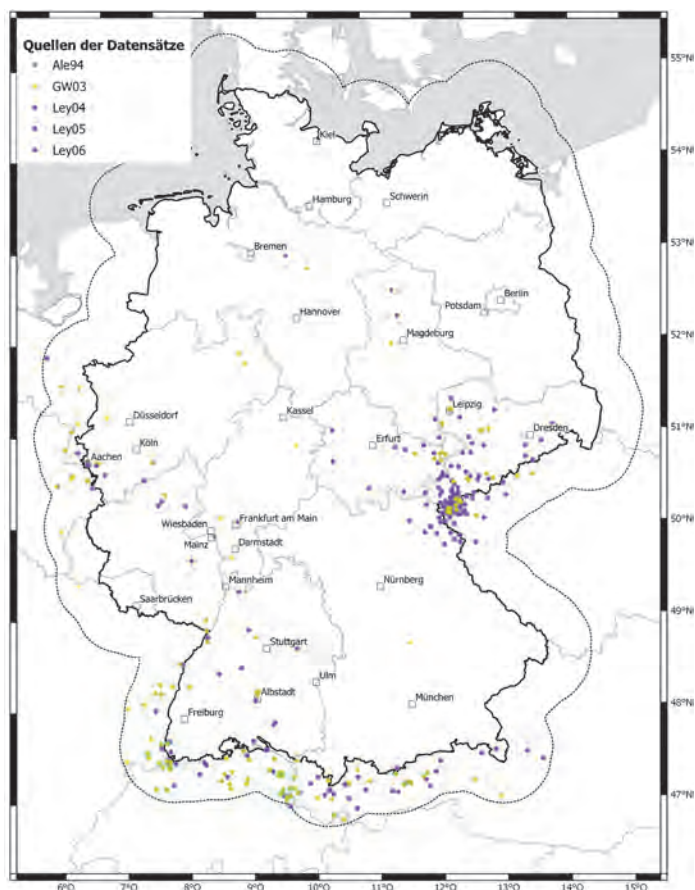 Quellen der Datensätze
Ale94
GW03
Ley04
Ley05
Ley06
55°N
Kiel
54°N
Hamburg
Schwerin
53°N
Bremen
Berlin
Potsdam
Hannover
52°N
Magdeburg
Leipzig
Kassel
Düsseldorf
51°N
Dresden
Köln
Erfurt
Aachen
Frankfurt am Main
Wiesbaden
50°N
Mainz
Darmstadt
Mannheim
Nürnberg
Saarbrücken
49°N
Stuttgart
Ulm
Albstadt
München
48°N
Freiburg
47°N
6°O
7°O
8°O
9°O
10°O
11°O
12°O
13°O
14°O
15°O